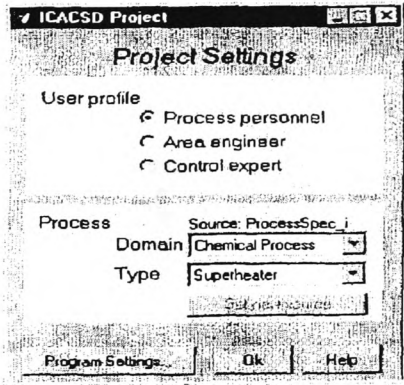 ICACSD Project
Project Settings
User profile
Process personnel
Area engineer
Control expert
Process Source: ProcessSpec_i
Domain Chemical Process
Type Superheater
Program Settings... Ok Help